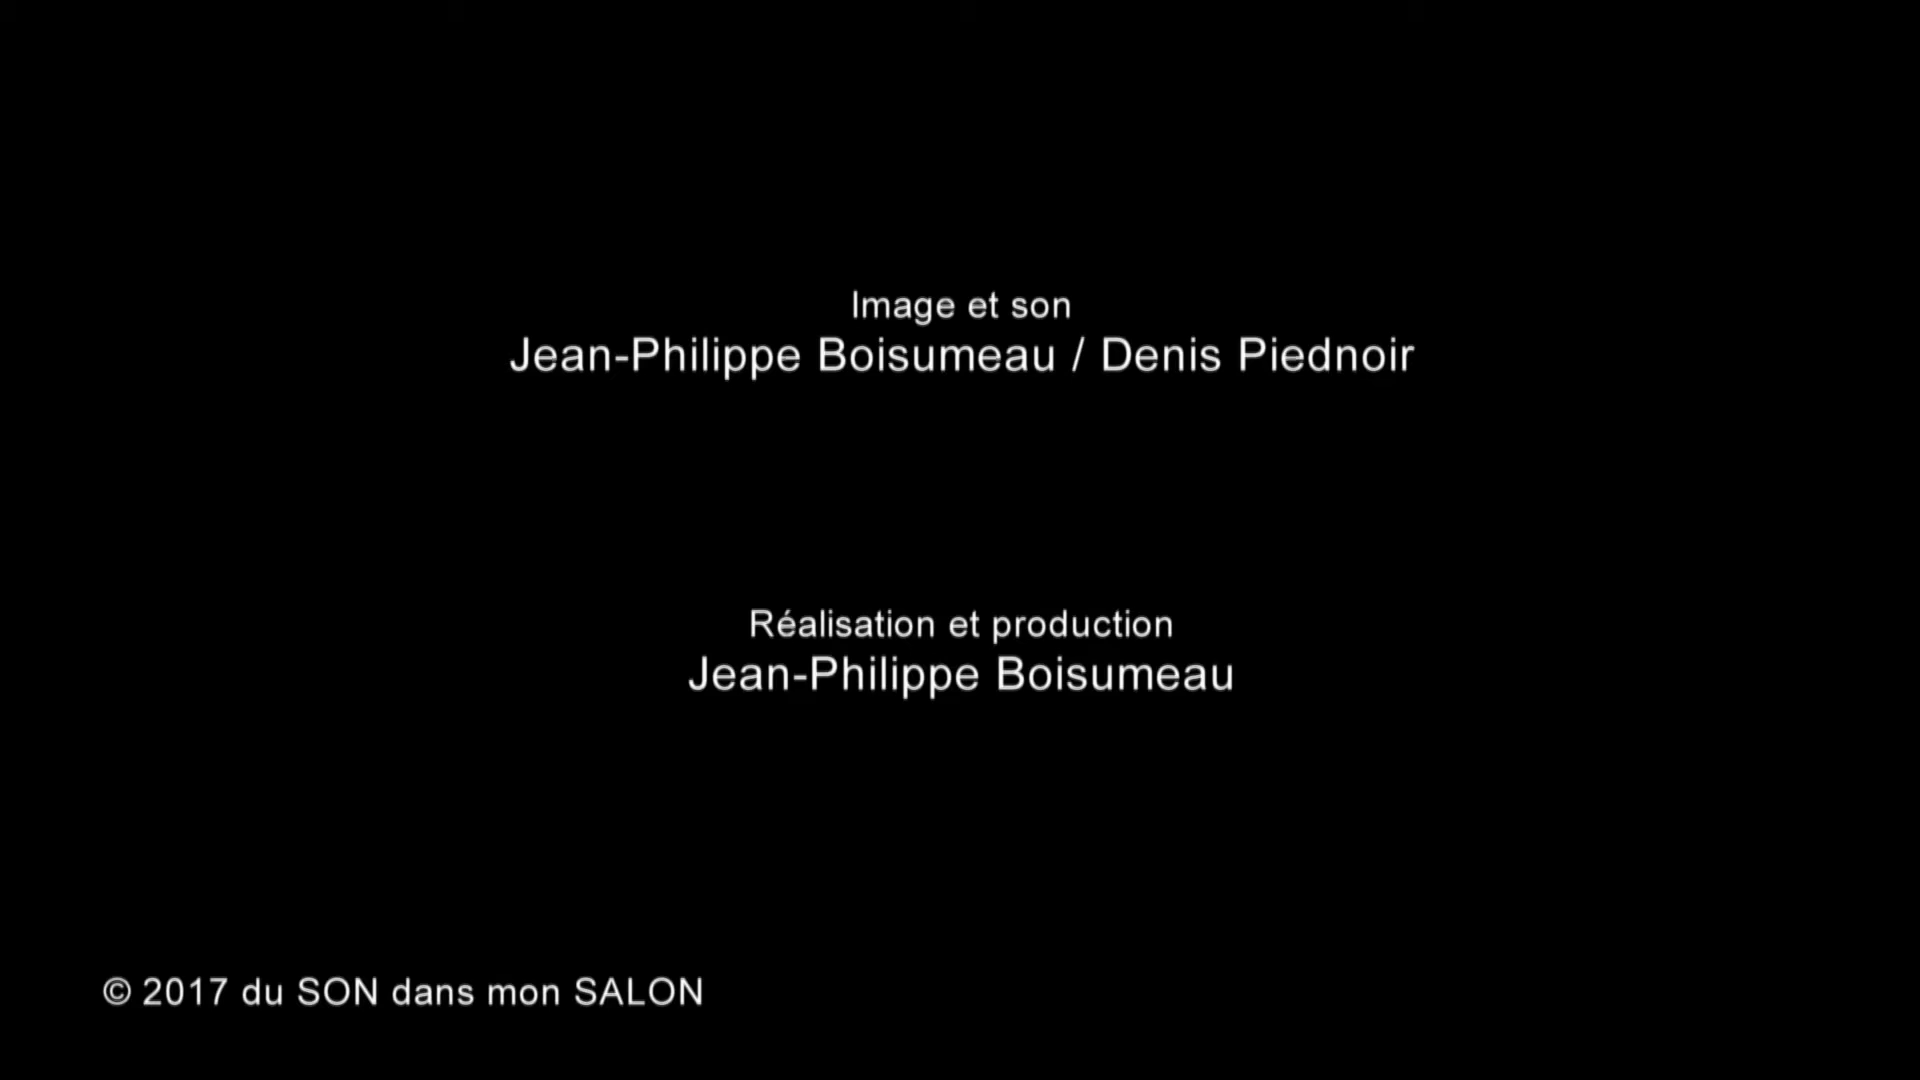 Image et son
Jean-Philippe Boisumeau / Denis Piednoir
Réalisation et production
Jean-Philippe Boisumeau
© 2017 du SON dans mon SALON